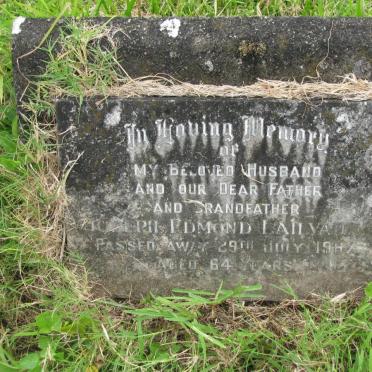 In Loving Memory
of
My Beloved Husband
and our Dear Father
and Grandfather
Joseph Edmond
Passed away 29th July
Aged 64 years